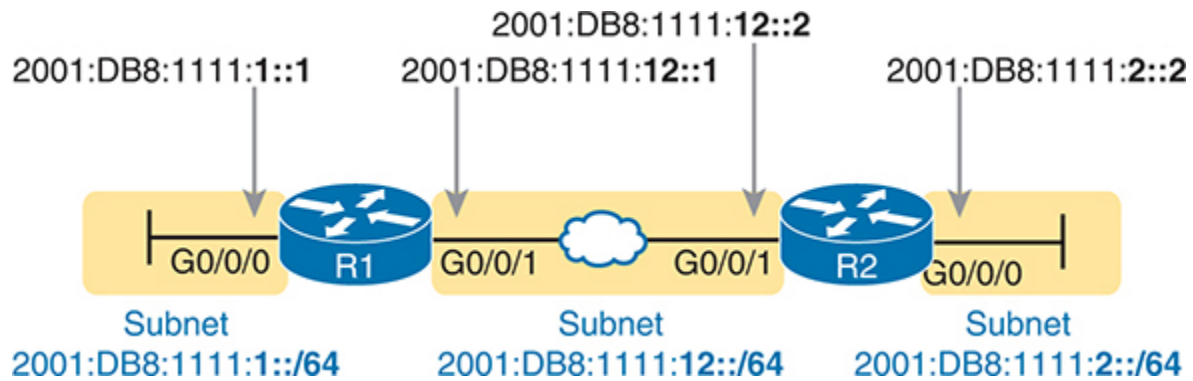 2001:DB8:1111:12::2
2001:DB8:1111:1::1
2001:DB8:1111:12::1
2001:DB8:1111:2::2
G0/0/0
R1
G0/0/1
G0/0/1
R2
G0/0/0
Subnet
2001:DB8:1111:1::/64
Subnet
2001:DB8:1111:12::/64
Subnet
2001:DB8:1111:2::/64